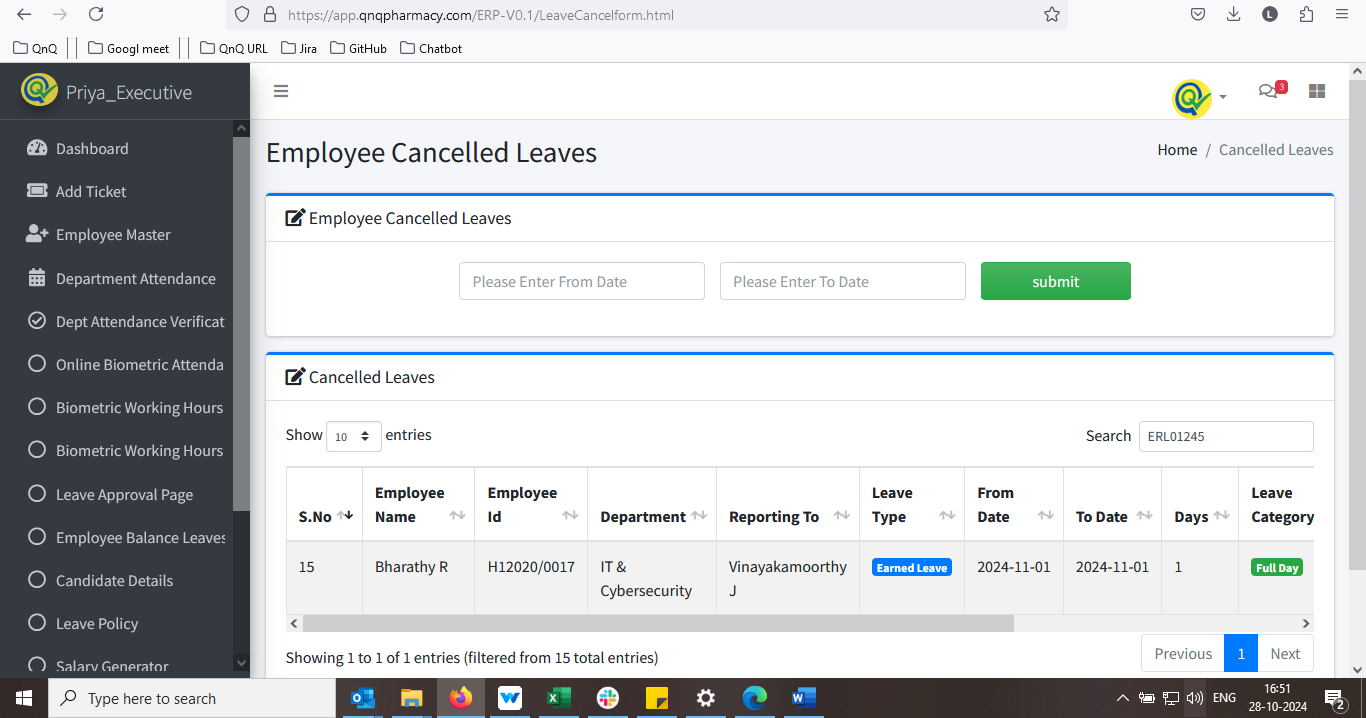 https://app.qnqpharmacy.com/ERP-V0.1/LeaveCancelform.html
L
QnQ
Googl meet
QnQ URL
Jira
GitHub
Chatbot
Priya_Executive
3
Dashboard
Add Ticket
Employee Master
Department Attendance
Dept Attendance Verificat
Online Biometric Attenda
Biometric Working Hours
Biometric Working Hours
Leave Approval Page
Employee Balance Leaves
Candidate Details
Leave Policy
Salary Generator
Employee Cancelled Leaves
Home / Cancelled Leaves
Employee Cancelled Leaves
Please Enter From Date
Please Enter To Date
submit
Cancelled Leaves
Show 10 entries
Search ERL01245
S.No
Employee Name
Employee Id
Department
Reporting To
Leave Type
From Date
To Date
Days
Leave Category
15
Bharathy R
H12020/0017
IT & Cybersecurity
Vinayakamoorthy J
Earned Leave
2024-11-01
2024-11-01
1
Full Day
Showing 1 to 1 of 1 entries (filtered from 15 total entries)
Previous
1
Next
Type here to search
ENG
16:51
28-10-2024
2